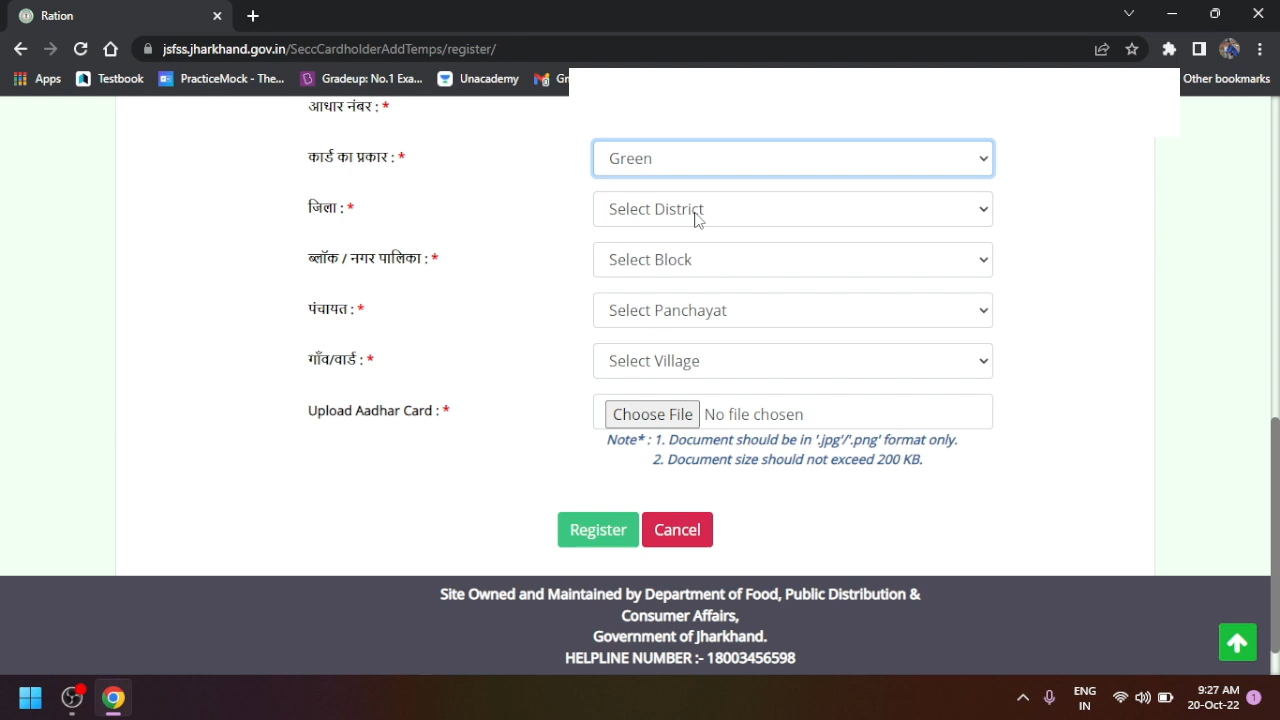 Ration
jsfss.jharkhand.gov.in/SeccCardholderAddTemps/register/
Apps Testbook PracticeMock - The... Gradeup: No.1 Exa... Unacademy Other bookmarks
आधार नंबर : *
कार्ड का प्रकार : * Green
जिला : * Select District
ब्लॉक / नगर पालिका : * Select Block
पंचायत : * Select Panchayat
गाँव/वार्ड : * Select Village
Upload Aadhar Card : * Choose File No file chosen
Note* : 1. Document should be in '.jpg'/'.png' format only.
2. Document size should not exceed 200 KB.
Register Cancel
Site Owned and Maintained by Department of Food, Public Distribution &
Consumer Affairs,
Government of Jharkhand.
HELPLINE NUMBER :- 18003456598
ENG 9:27 AM
IN 20-Oct-22 1